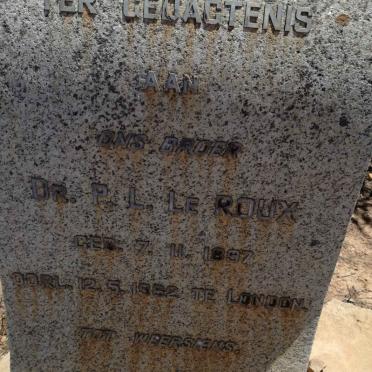 TER GEDAGTENIS
AAN
ONS BROER
DR. P. L. LE ROUX
GEB. 7. 11. 1897
OORL. 12. 5. 1962 TE LONDON.
TOT WEERSIENS.